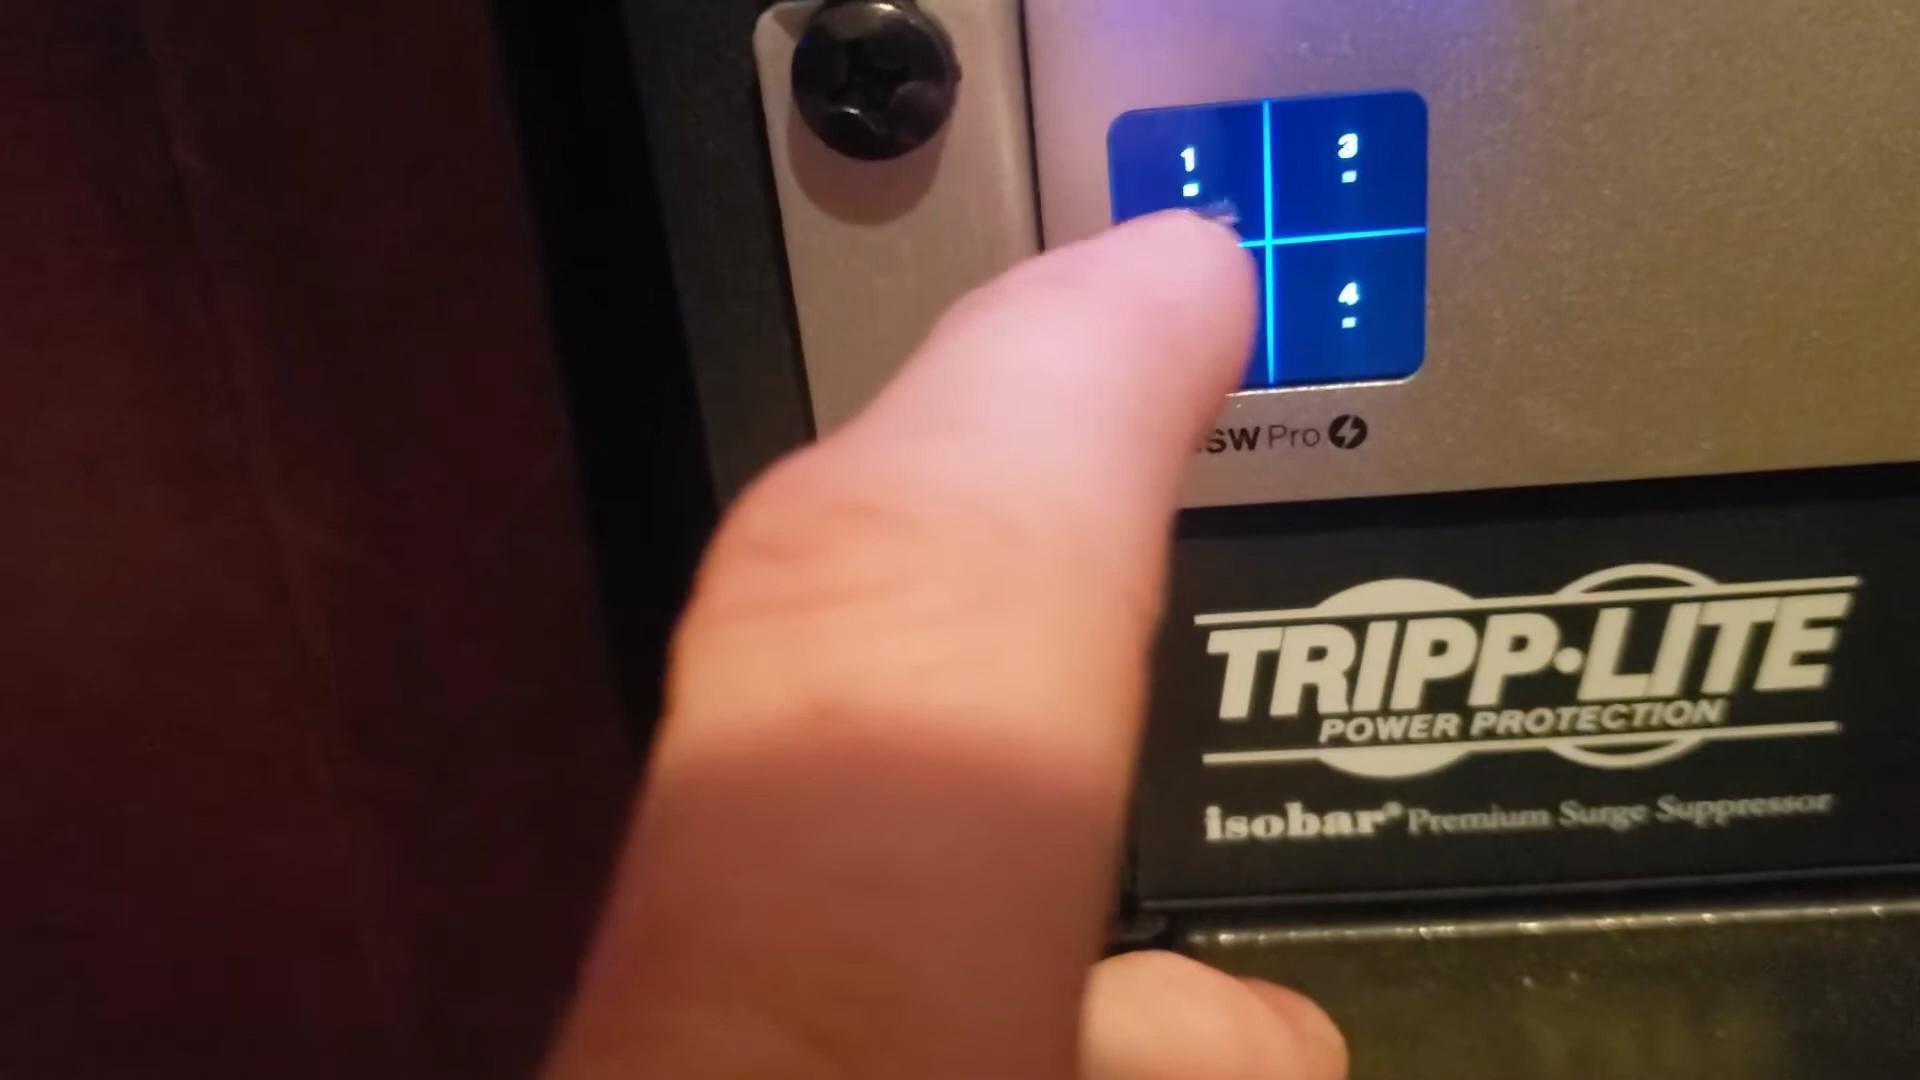 1 3
4
SW Pro
TRIPP·LITE
POWER PROTECTION
isobar® Premium Surge Suppressor